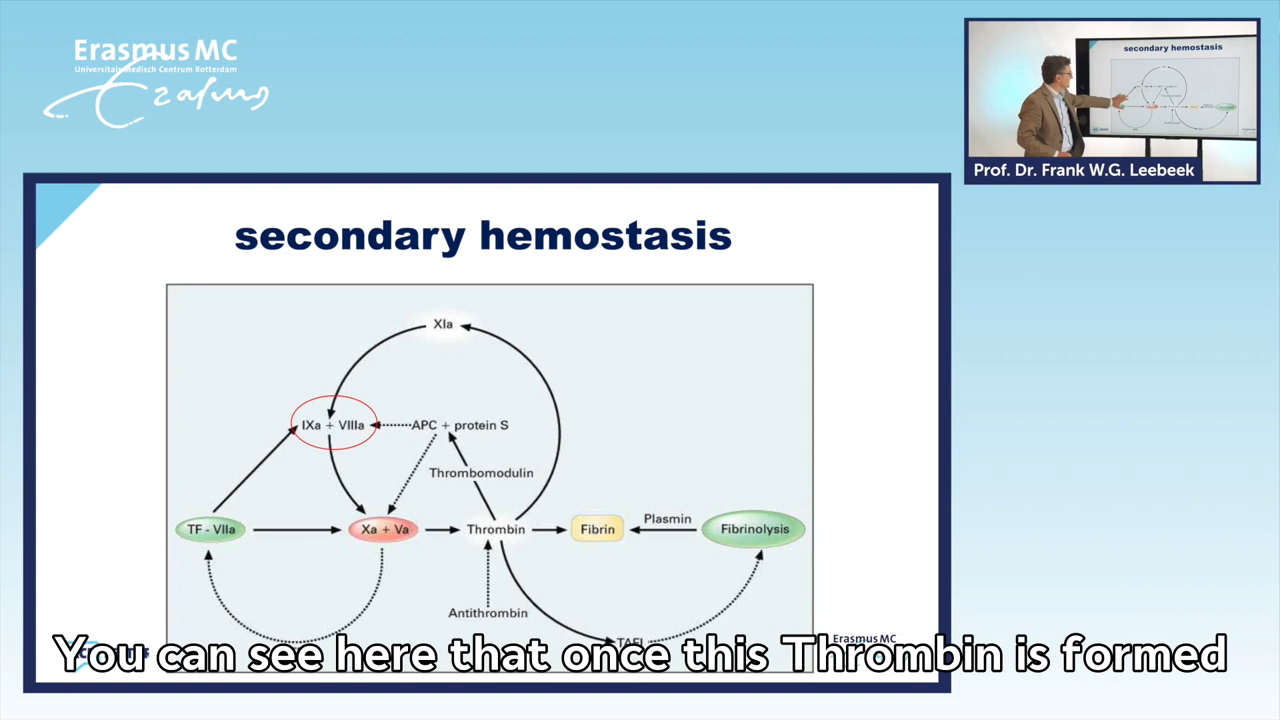 Erasmus MC
Universitair Medisch Centrum Rotterdam
Erasmus
secondary hemostasis
Prof. Dr. Frank W.G. Leebeek
secondary hemostasis
XIa
IXa + VIIIa
APC + protein S
Thrombomodulin
TF - VIIa
Xa + Va
Thrombin
Fibrin
Plasmin
Fibrinolysis
Antithrombin
TAFI
Erasmus MC
You can see here that once this Thrombin is formed